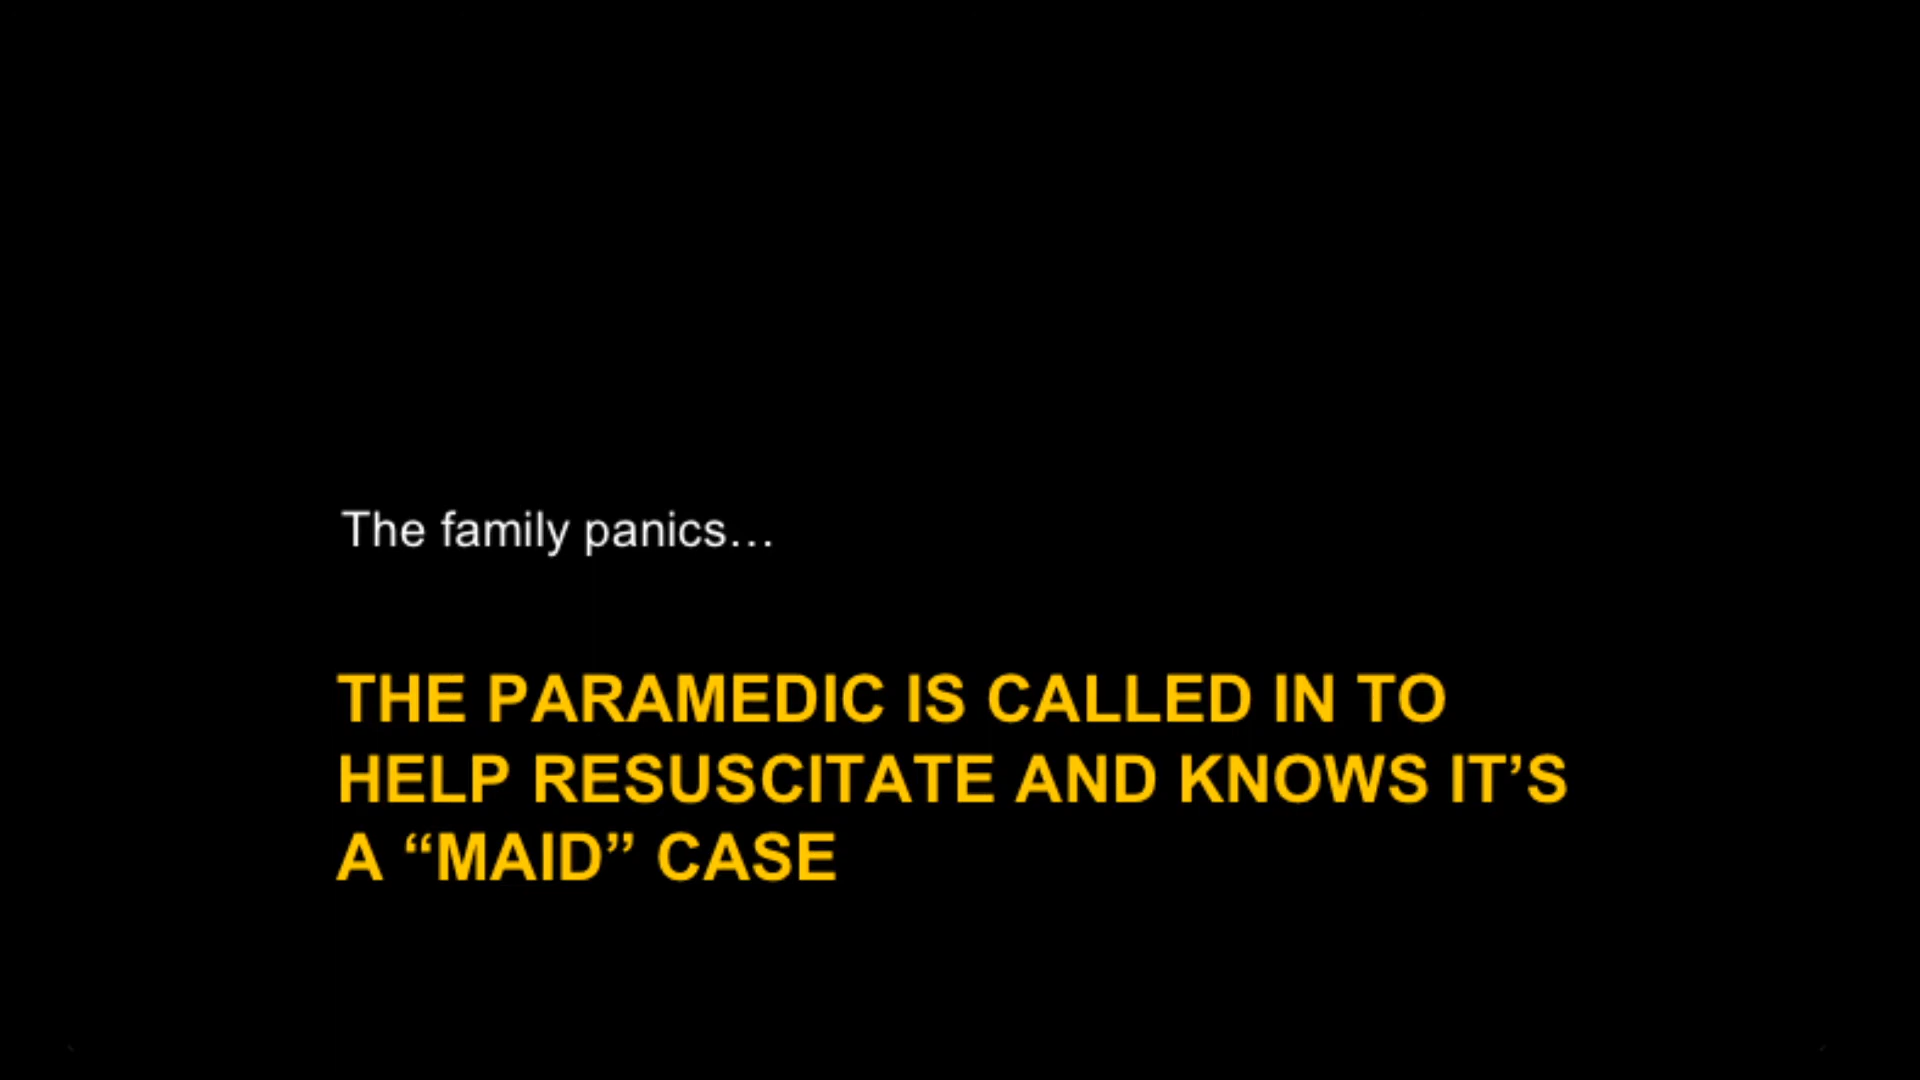 The family panics…
THE PARAMEDIC IS CALLED IN TO
HELP RESUSCITATE AND KNOWS IT’S
A “MAID” CASE